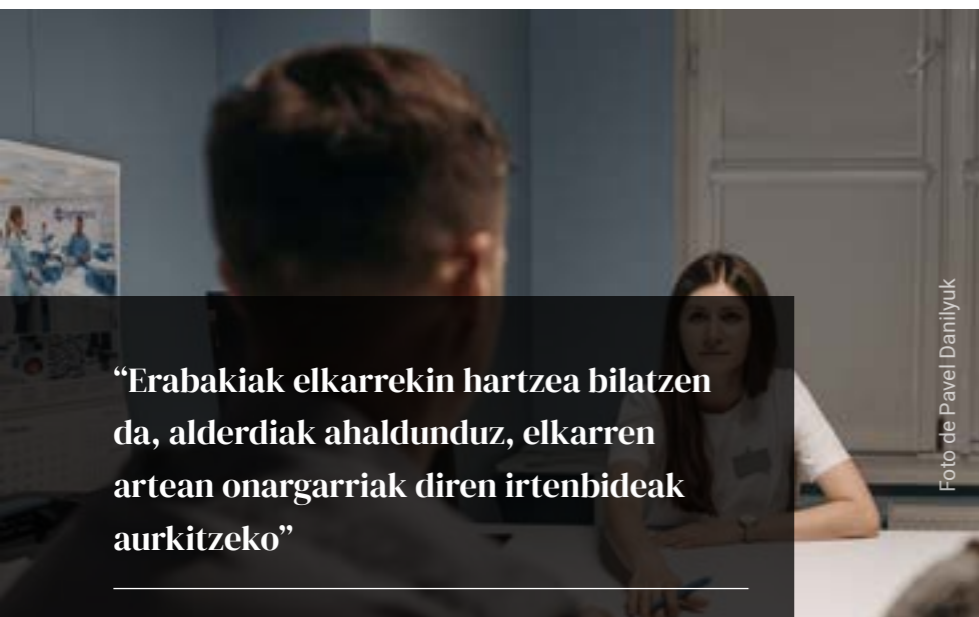 “Erabakiak elkarrekin hartzea bilatzen
da, alderdiak ahaldunduz, elkarren
artean onargarriak diren irtenbideak
aurkitzeko”
Foto de Pavel Danilyuk